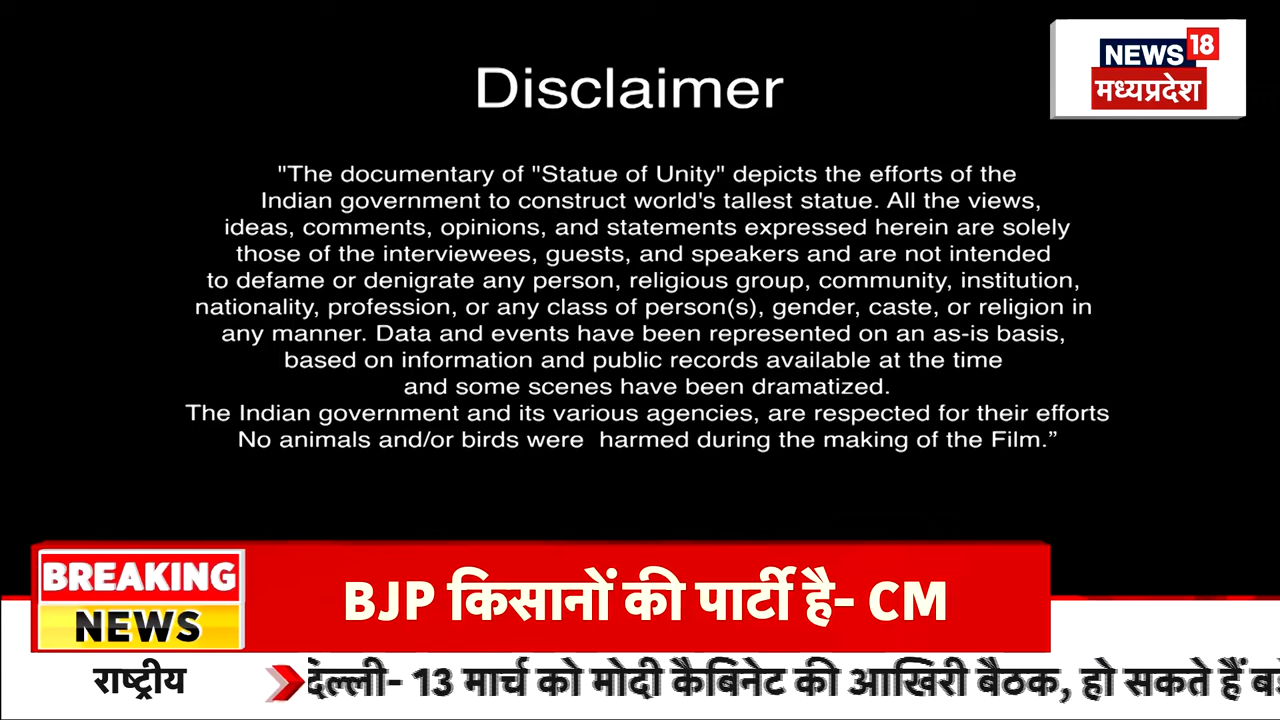 NEWS 18
मध्यप्रदेश
Disclaimer
"The documentary of "Statue of Unity" depicts the efforts of the
Indian government to construct world's tallest statue. All the views,
ideas, comments, opinions, and statements expressed herein are solely
those of the interviewees, guests, and speakers and are not intended
to defame or denigrate any person, religious group, community, institution,
nationality, profession, or any class of person(s), gender, caste, or religion in
any manner. Data and events have been represented on an as-is basis,
based on information and public records available at the time
and some scenes have been dramatized.
The Indian government and its various agencies, are respected for their efforts
No animals and/or birds were harmed during the making of the Film.”
BREAKING
NEWS
BJP किसानों की पार्टी है- CM
राष्ट्रीय
दिल्ली- 13 मार्च को मोदी कैबिनेट की आखिरी बैठक, हो सकते हैं